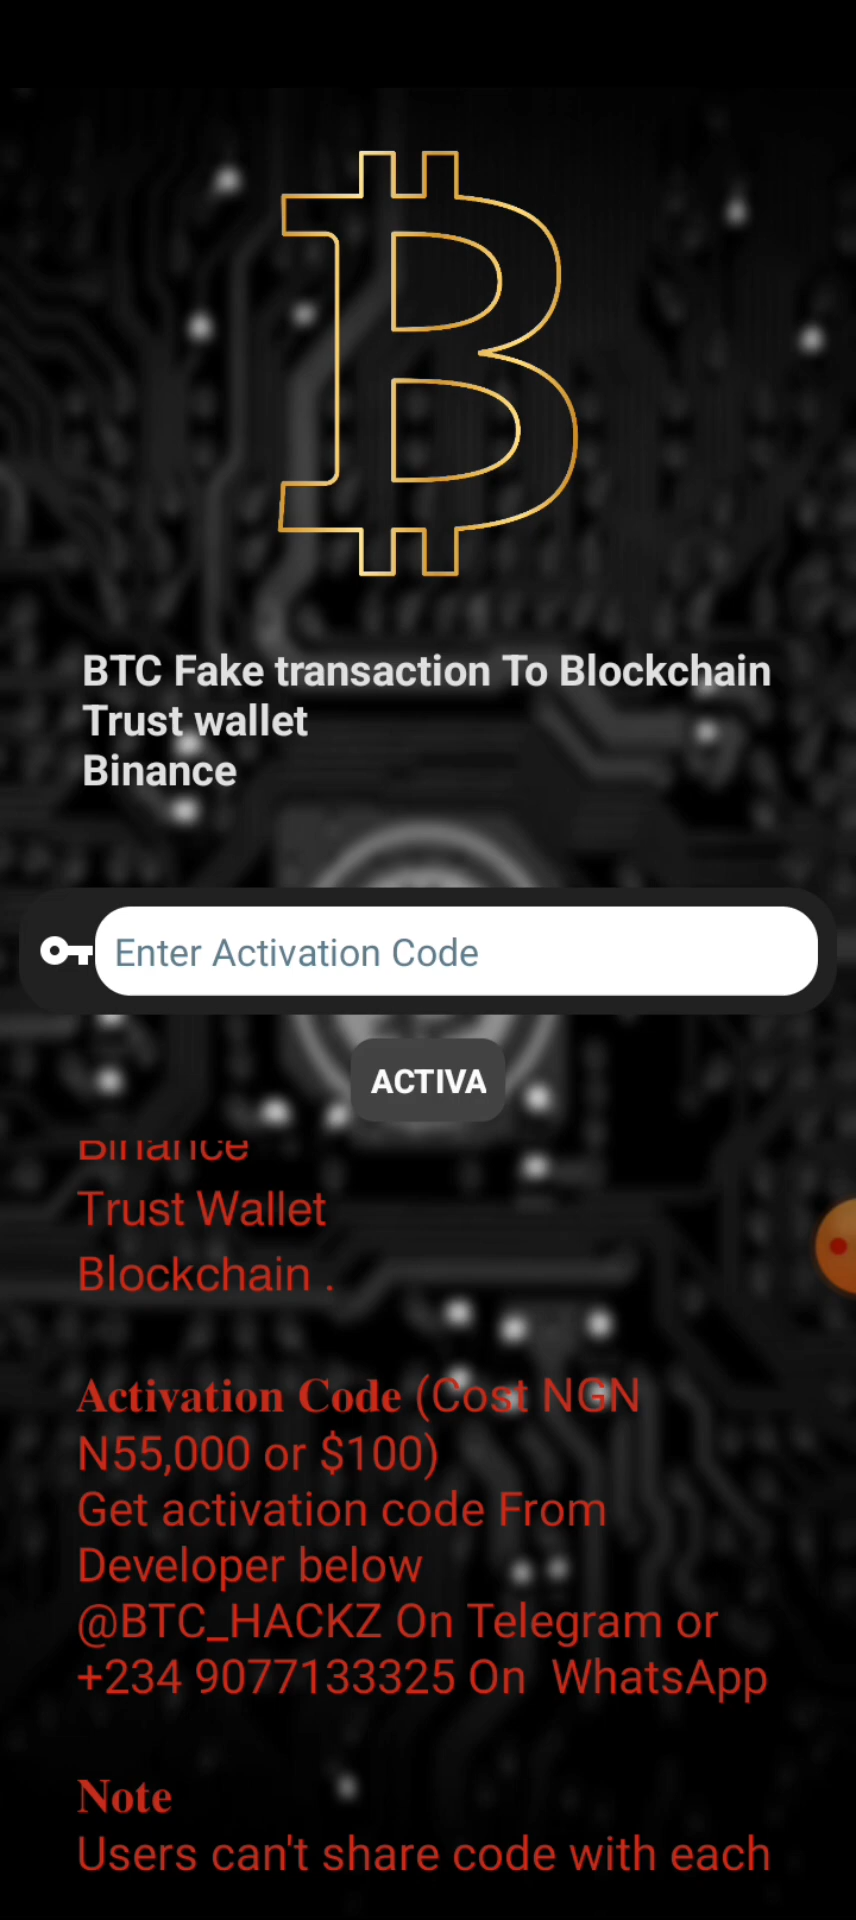 BTC Fake transaction To Blockchain
Trust wallet
Binance
Enter Activation Code
ACTIVA
Binance
Trust Wallet
Blockchain .
Activation Code (Cost NGN
N55,000 or $100)
Get activation code From
Developer below
@BTC_HACKZ On Telegram or
+234 9077133325 On  WhatsApp
Note
Users can't share code with each